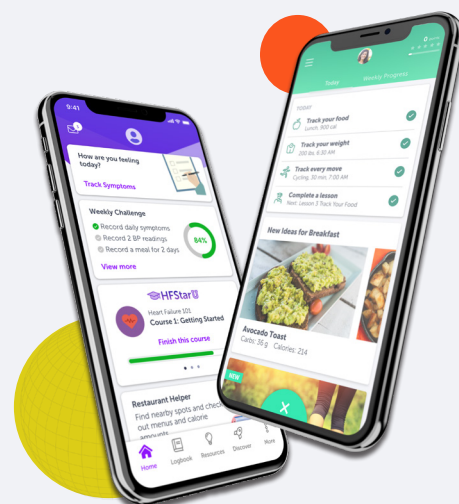 9:41
1
How are you feeling
today?
Track Symptoms
Weekly Challenge
Record daily symptoms
Record 2 BP readings
Record a meal for 2 days
84%
View more
HFStar
Heart Failure 101
Course 1: Getting Started
Finish this course
Restaurant Helper
Find nearby spots and check
out menus and calorie
amounts
Home
Logbook
Resources
Discover
More
0
Today
Weekly Progress
TODAY
Track your food
Lunch, 800 cal
Track your weight
200 lbs, 6:30 AM
Track every move
Cycling, 30 min, 7:00 AM
Complete a lesson
Next: Lesson 3 Track Your Food
New Ideas for Breakfast
Avocado Toast
Carbs: 36 g Calories: 214
NEW